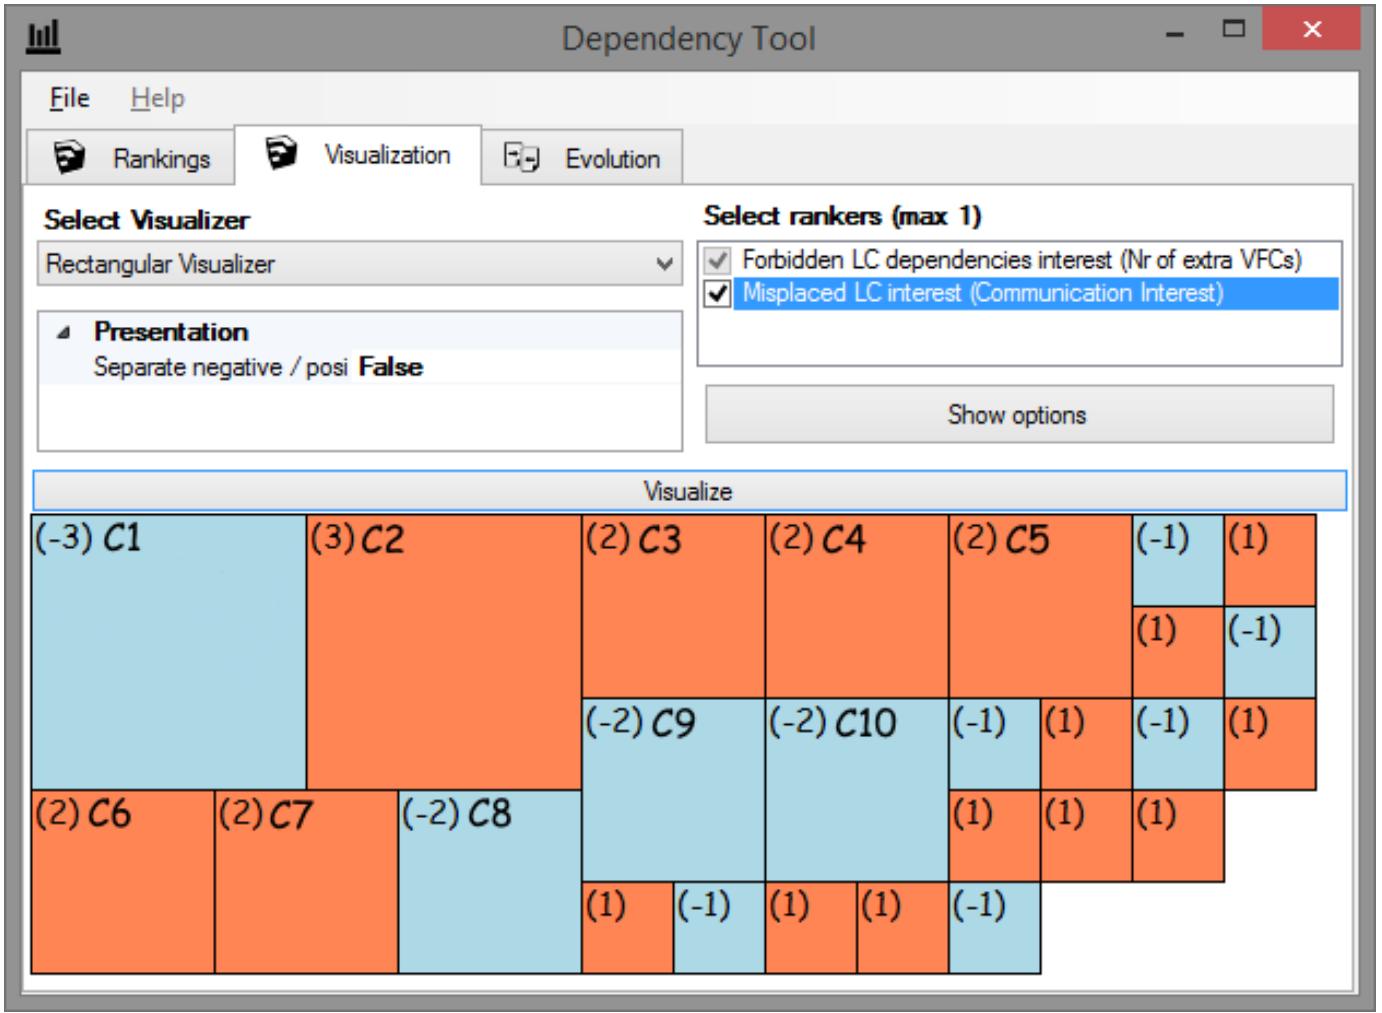 Dependency Tool
File Help
Rankings Visualization Evolution
Select Visualizer
Select rankers (max 1)
Rectangular Visualizer
Forbidden LC dependencies interest (Nr of extra VFCs)
Misplaced LC interest (Communication Interest)
Presentation
Separate negative / posi False
Show options
Visualize
(-3) C1 (3) C2 (2) C3 (2) C4 (2) C5 (-1) (1)
(1) (-1)
(-2) C9 (-2) C10 (-1) (1) (-1) (1)
(2) C6 (2) C7 (-2) C8 (1) (1) (1)
(1) (-1) (1) (1) (-1)